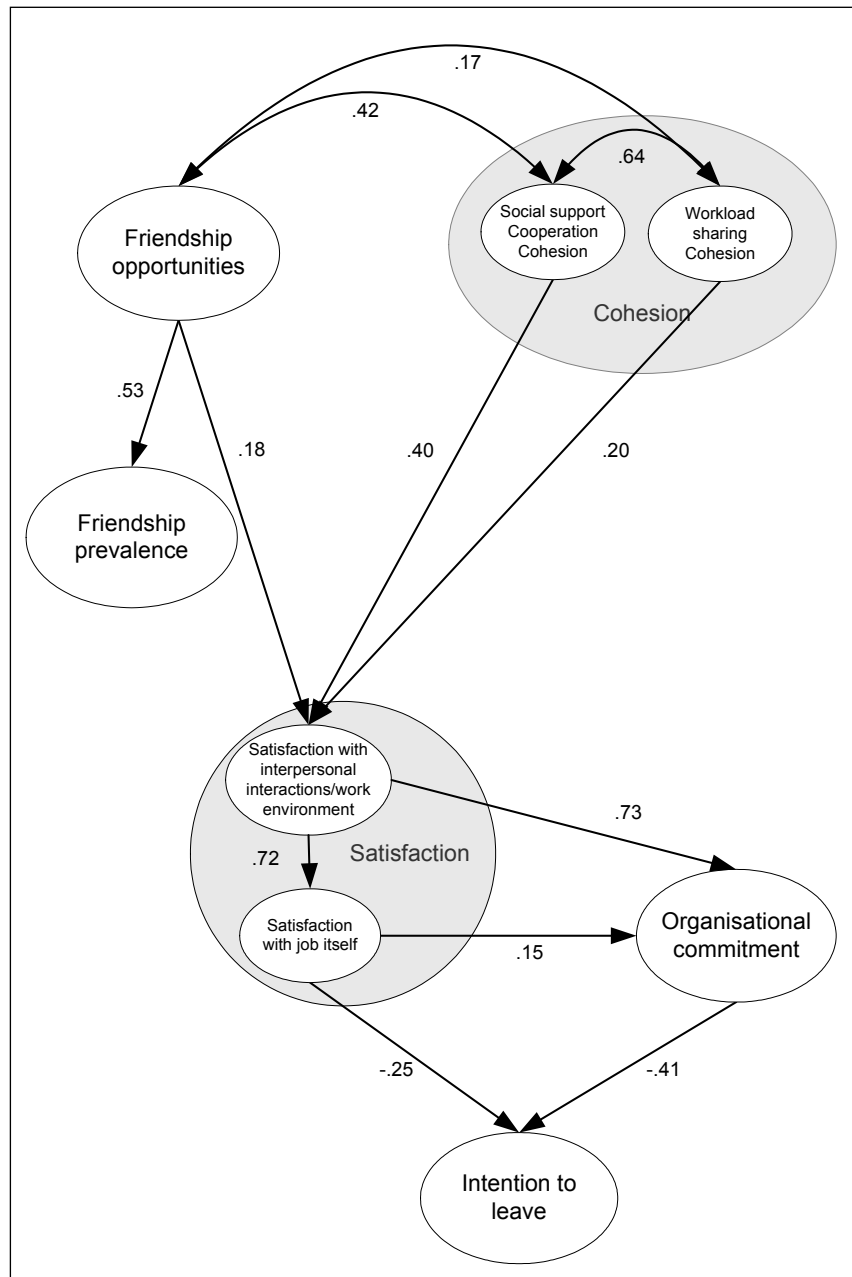 .17
.42
.64
Friendship
opportunities
Social support
Cooperation
Cohesion
Workload
sharing
Cohesion
Cohesion
.53
.18
.40
.20
Friendship
prevalence
Satisfaction with
interpersonal
interactions/work
environment
.73
.72
Satisfaction
Satisfaction
with job itself
.15
Organisational
commitment
-.25
-.41
Intention to
leave